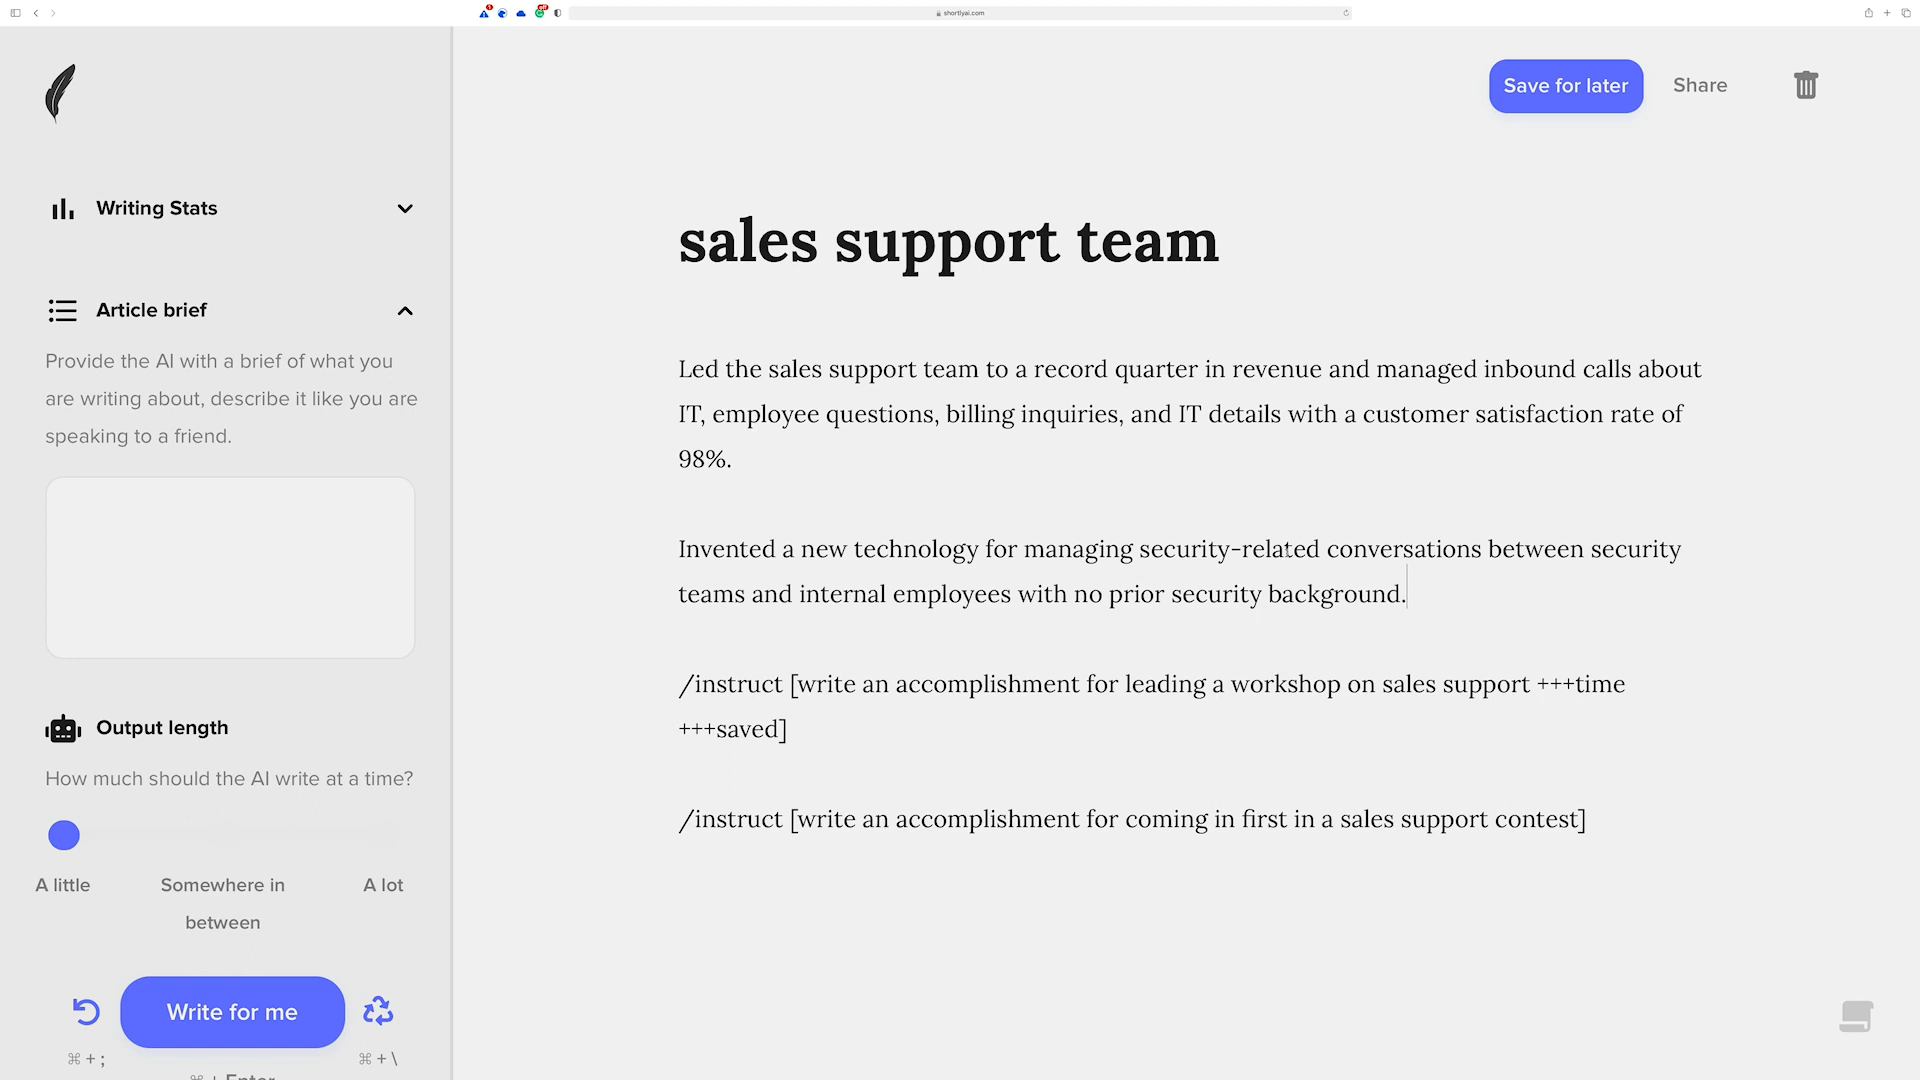 shortlyai.com
Save for later
Share
Writing Stats
Article brief
Provide the AI with a brief of what you
are writing about, describe it like you are
speaking to a friend.
Output length
How much should the AI write at a time?
A little
Somewhere in
between
A lot
Write for me
⌘ + ;
⌘ + \
⌘ + Enter
sales support team
Led the sales support team to a record quarter in revenue and managed inbound calls about
IT, employee questions, billing inquiries, and IT details with a customer satisfaction rate of
98%.
Invented a new technology for managing security-related conversations between security
teams and internal employees with no prior security background.
/instruct [write an accomplishment for leading a workshop on sales support +++time
+++saved]
/instruct [write an accomplishment for coming in first in a sales support contest]